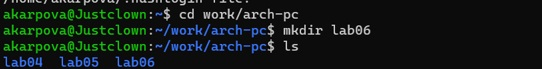 akarpova@Justclown:~$ cd work/arch-pc
akarpova@Justclown:~/work/arch-pc$ mkdir lab06
akarpova@Justclown:~/work/arch-pc$ ls
lab04  lab05  lab06